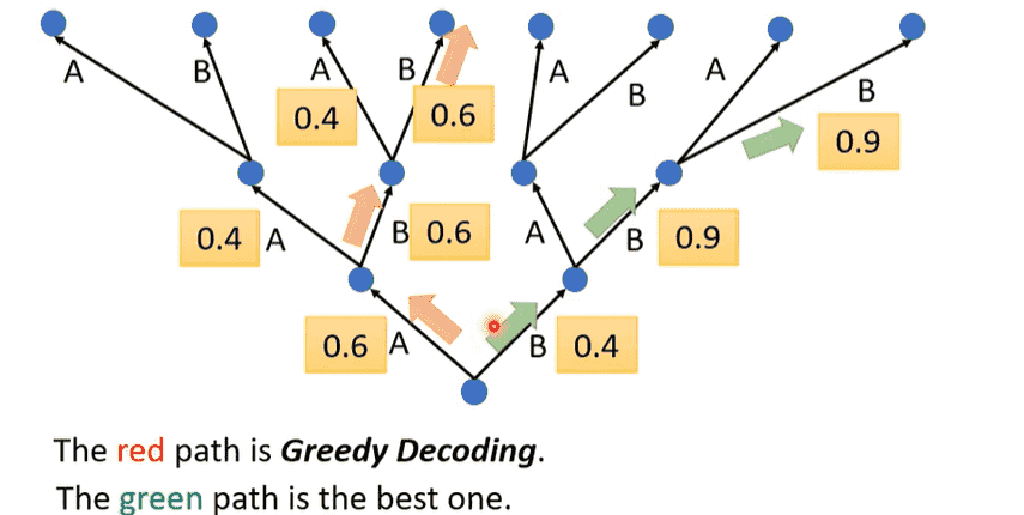 A B A B A B A B
0.4 0.6 0.9
0.4 A B 0.6 A B 0.9
0.6 A B 0.4
The red path is Greedy Decoding.
The green path is the best one.